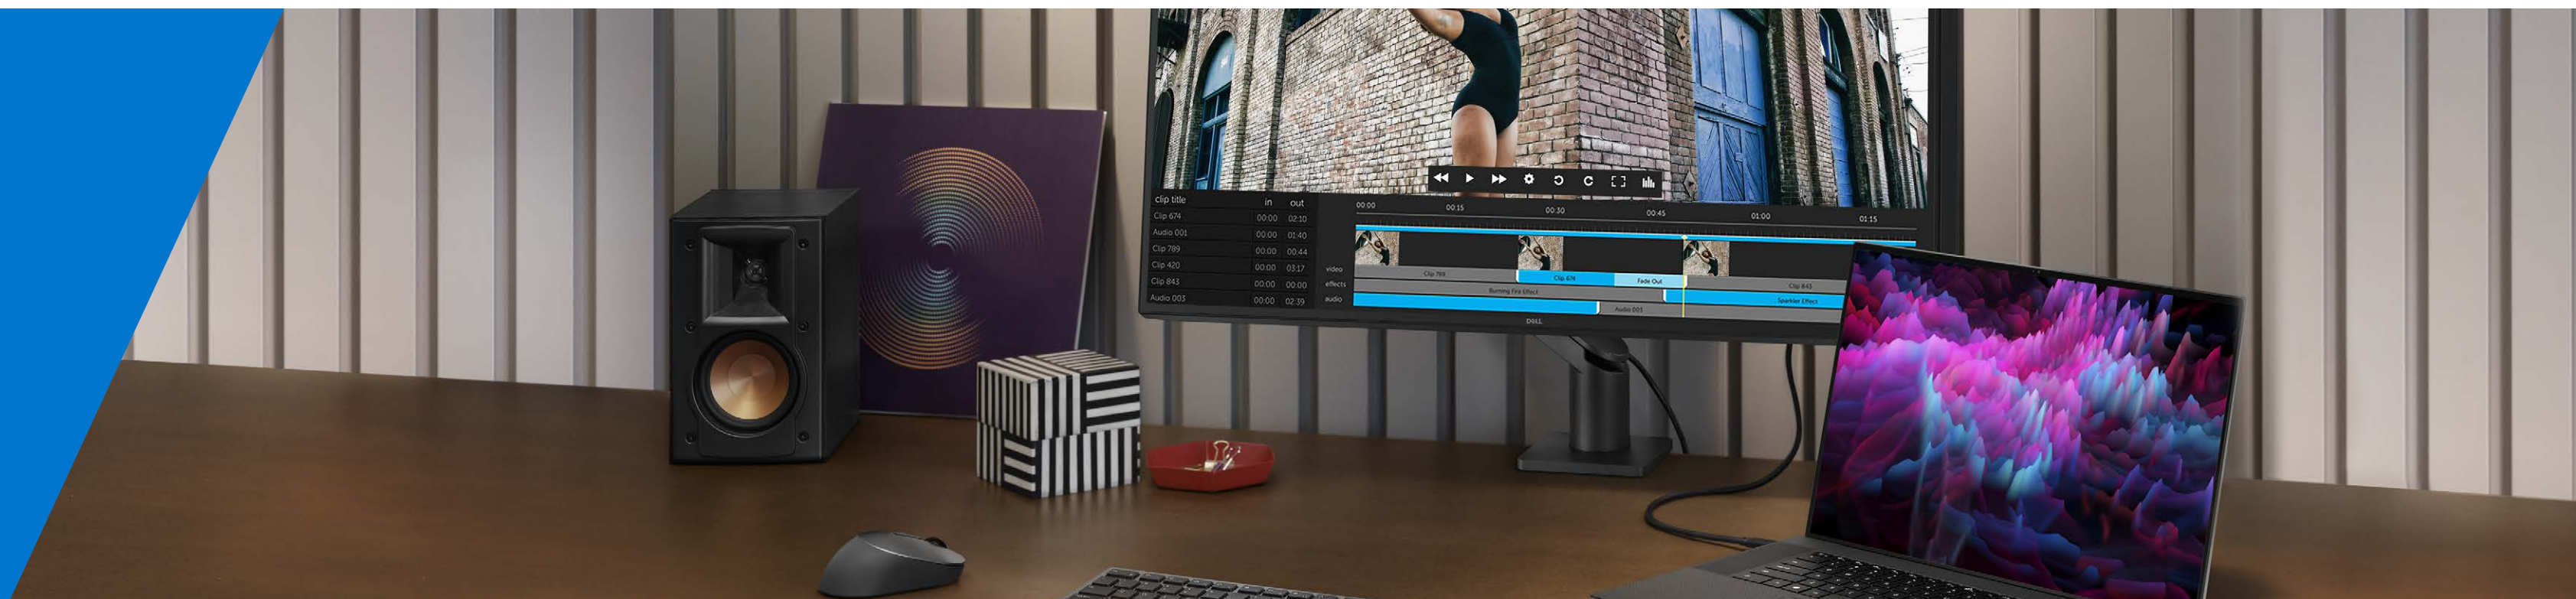 clip title in out
Clip 674 00:00 02:10
Audio 001 00:00 01:40
Clip 789 00:00 00:44
Clip 420 00:00 03:17
Clip 843 00:00 00:00
Audio 003 00:00 02:39
00:00 00:15 00:30 00:45 01:00 01:15
video
Clip 789 Clip 674 Fade Out Clip 843
effects
Burning Fire Effect Sparkler Effect
audio
Audio 003
DELL